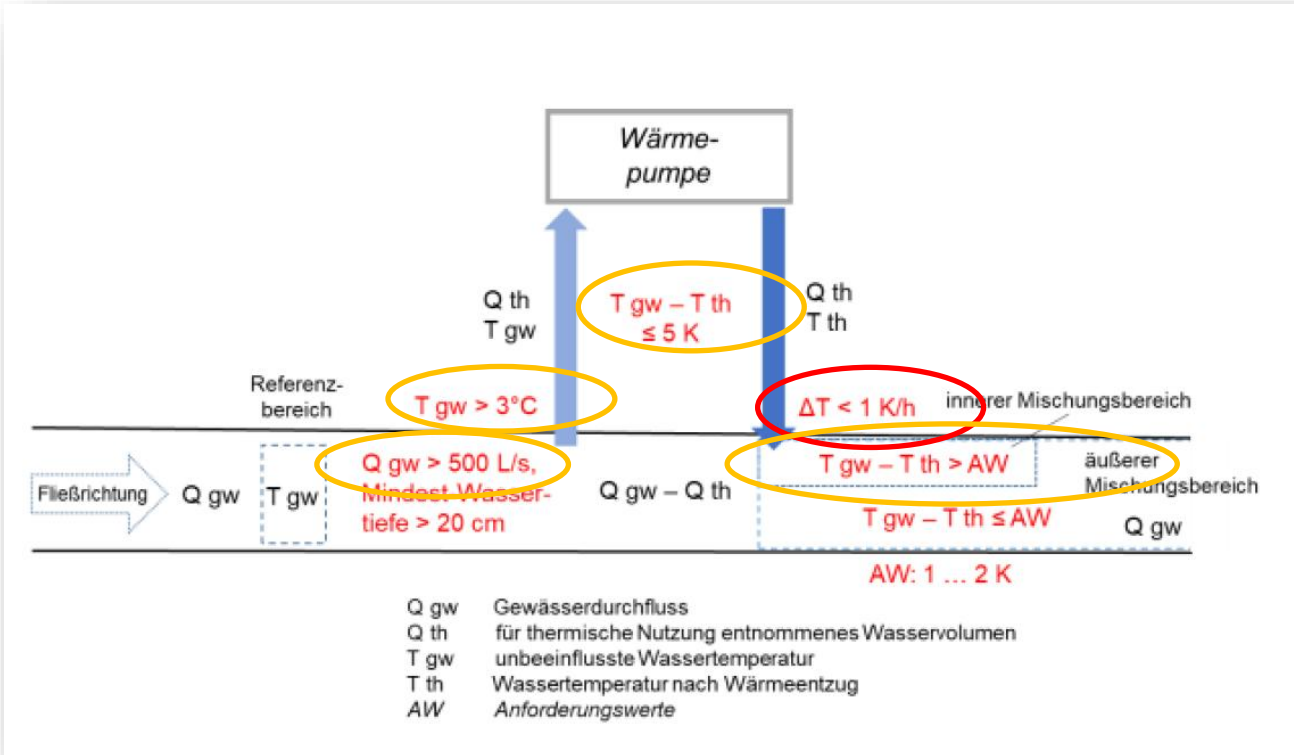 Wärme-
pumpe
Q th
T gw
T gw – T th
≤ 5 K
Q th
T th
Referenz-
bereich
T gw > 3°C
ΔT < 1 K/h
innerer Mischungsbereich
Fließrichtung
Q gw
T gw
Q gw > 500 L/s,
Mindest-Wasser-
tiefe > 20 cm
Q gw – Q th
T gw – T th > AW
äußerer
Mischungsbereich
T gw – T th ≤ AW
Q gw
AW: 1 ... 2 K
Q gw Gewässerdurchfluss
Q th für thermische Nutzung entnommenes Wasservolumen
T gw unbeeinflusste Wassertemperatur
T th Wassertemperatur nach Wärmeentzug
AW Anforderungswerte